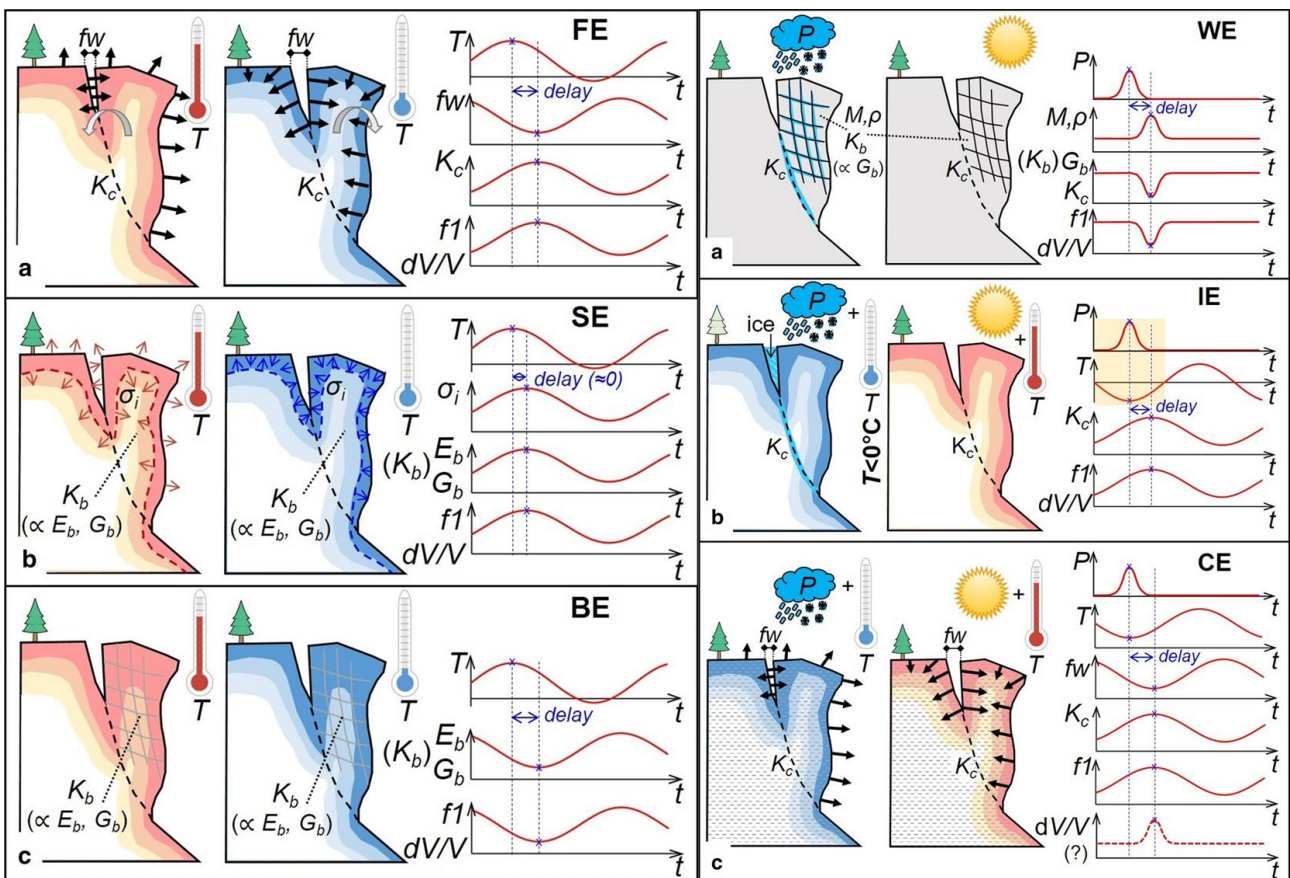 FE
fw
fw
T
T
K_c
K_c
T
t
delay
fw
K_c
f1
dV/V
t
a
SE
σ_i
σ_i
T
T
K_b
(∝ E_b, G_b)
K_b
(∝ E_b, G_b)
T
t
delay (≈0)
σ_i
(K_b) E_b
G_b
f1
dV/V
t
b
BE
T
T
K_b
(∝ E_b, G_b)
K_b
(∝ E_b, G_b)
T
t
delay
(K_b) E_b
G_b
f1
dV/V
t
c
WE
P
M,ρ
K_b
(∝ G_b)
K_c
K_c
P
t
delay
M,ρ
(K_b) G_b
K_c
f1
dV/V
t
a
IE
P
+
ice
T
+
T
K_c
T<0°C
K_c
P
t
T
delay
K_c
f1
dV/V
t
b
CE
P
+
T
+
T
fw
fw
K_c
K_c
P
t
T
t
delay
fw
t
K_c
t
f1
t
dV/V
(?)
t
c